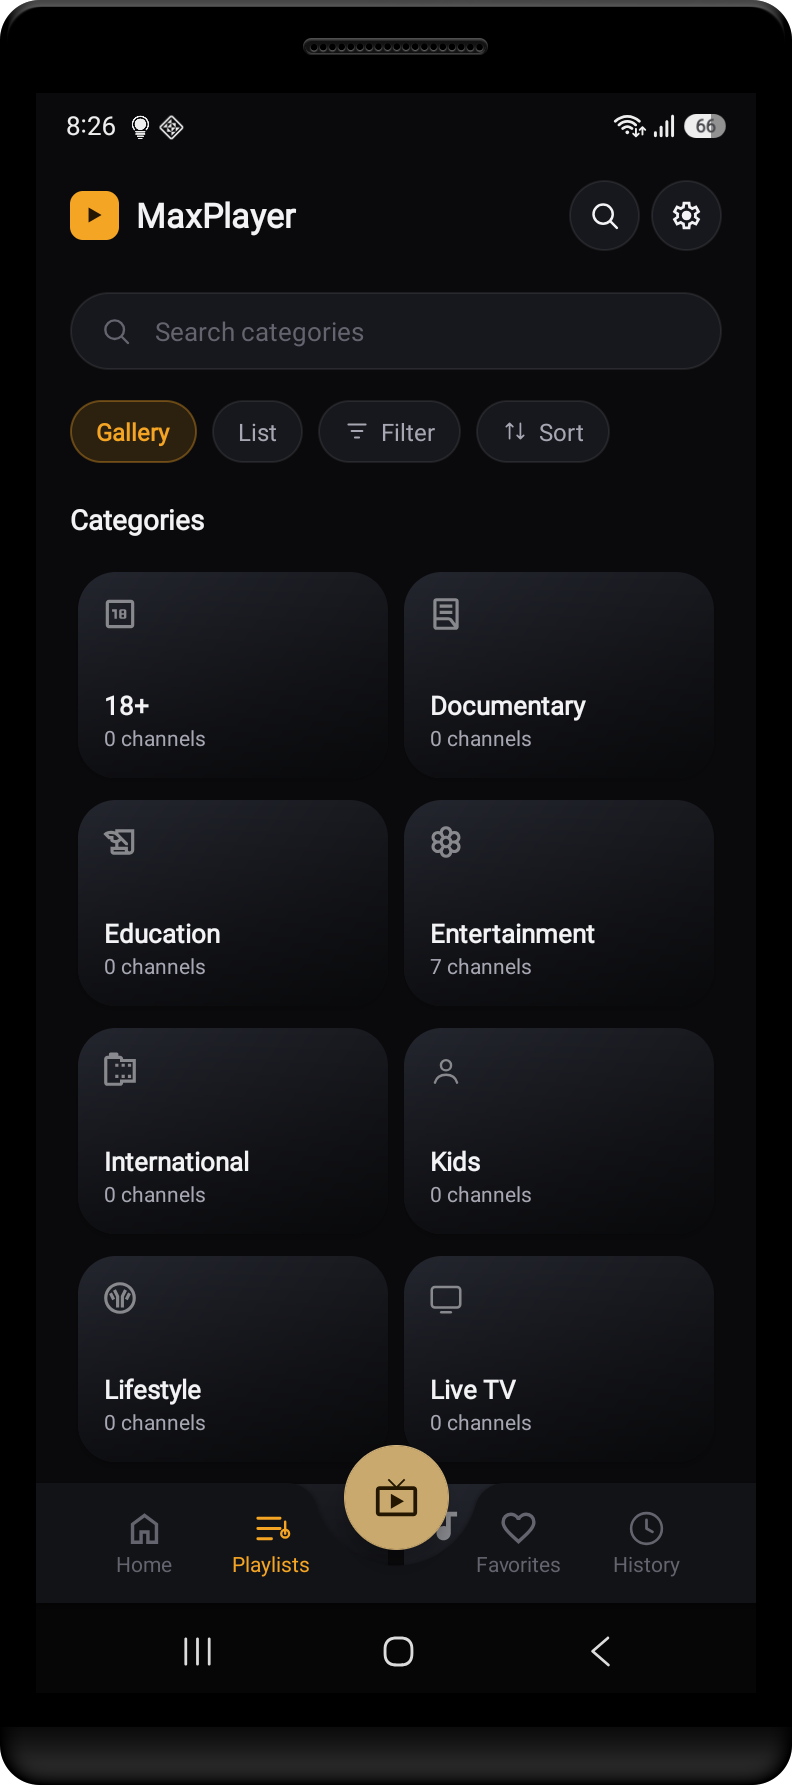 8:26
66
MaxPlayer
Search categories
Gallery List Filter Sort
Categories
18
18+
0 channels
Documentary
0 channels
Education
0 channels
Entertainment
7 channels
International
0 channels
Kids
0 channels
Lifestyle
0 channels
Live TV
0 channels
Home Playlists Favorites History